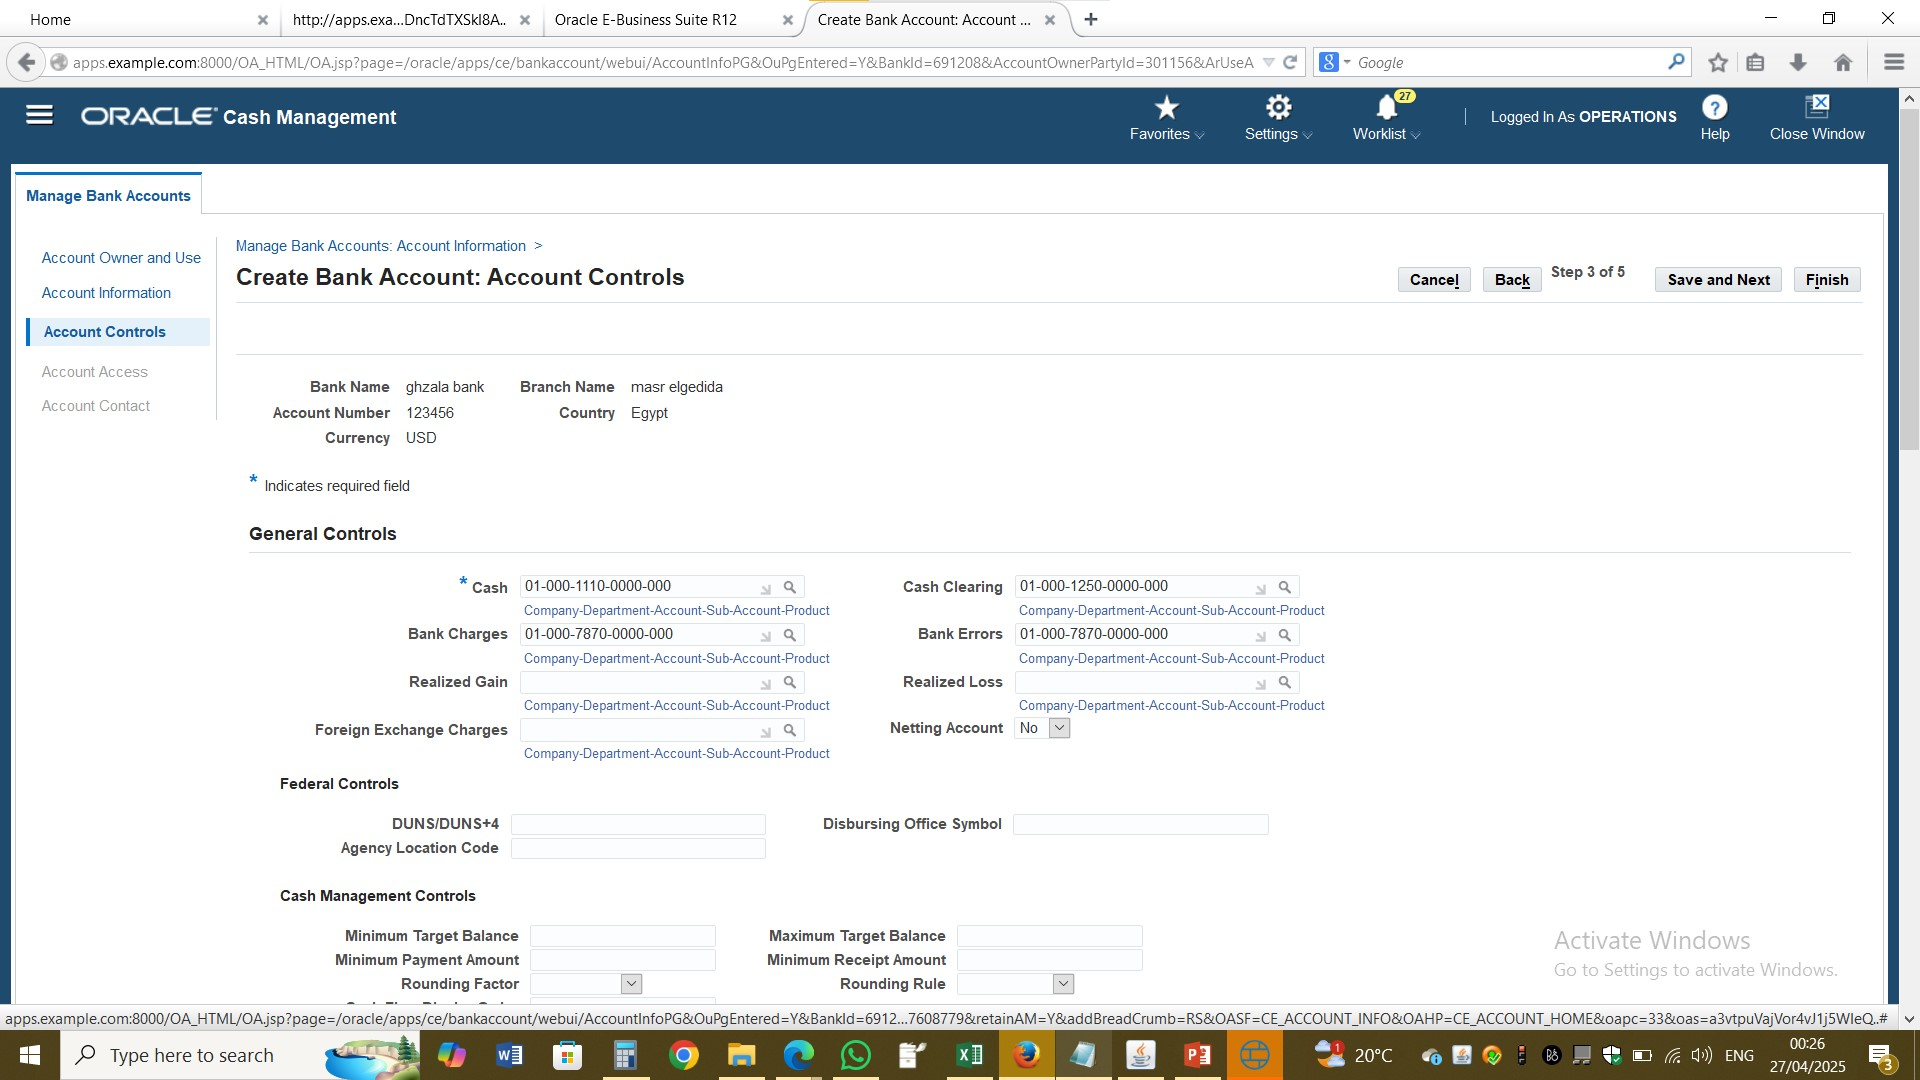 Home
http://apps.exa...DncTdTXSkI8A..
Oracle E-Business Suite R12
Create Bank Account: Account ...
apps.example.com:8000/OA_HTML/OA.jsp?page=/oracle/apps/ce/bankaccount/webui/AccountInfoPG&OuPgEntered=Y&BankId=691208&AccountOwnerPartyId=301156&ArUseA
8 Google
ORACLE Cash Management
Favorites
Settings
27
Worklist
Logged In As OPERATIONS
? Help
Close Window
Manage Bank Accounts
Account Owner and Use
Account Information
Account Controls
Account Access
Account Contact
Manage Bank Accounts: Account Information >
Create Bank Account: Account Controls
Cancel Back Step 3 of 5 Save and Next Finish
Bank Name ghzala bank Branch Name masr elgedida
Account Number 123456 Country Egypt
Currency USD
* Indicates required field
General Controls
* Cash 01-000-1110-0000-000 Cash Clearing 01-000-1250-0000-000
Company-Department-Account-Sub-Account-Product Company-Department-Account-Sub-Account-Product
Bank Charges 01-000-7870-0000-000 Bank Errors 01-000-7870-0000-000
Company-Department-Account-Sub-Account-Product Company-Department-Account-Sub-Account-Product
Realized Gain Realized Loss
Company-Department-Account-Sub-Account-Product Company-Department-Account-Sub-Account-Product
Foreign Exchange Charges Netting Account No
Company-Department-Account-Sub-Account-Product
Federal Controls
DUNS/DUNS+4 Disbursing Office Symbol
Agency Location Code
Cash Management Controls
Minimum Target Balance Maximum Target Balance
Minimum Payment Amount Minimum Receipt Amount
Rounding Factor Rounding Rule
Activate Windows
Go to Settings to activate Windows.
apps.example.com:8000/OA_HTML/OA.jsp?page=/oracle/apps/ce/bankaccount/webui/AccountInfoPG&OuPgEntered=Y&BankId=6912...7608779&retainAM=Y&addBreadCrumb=RS&OASF=CE_ACCOUNT_INFO&OAHP=CE_ACCOUNT_HOME&oapc=33&oas=a3vtpuVajVor4vJ1j5WIeQ..#
Type here to search
1
20°C
ENG
00:26
27/04/2025
3